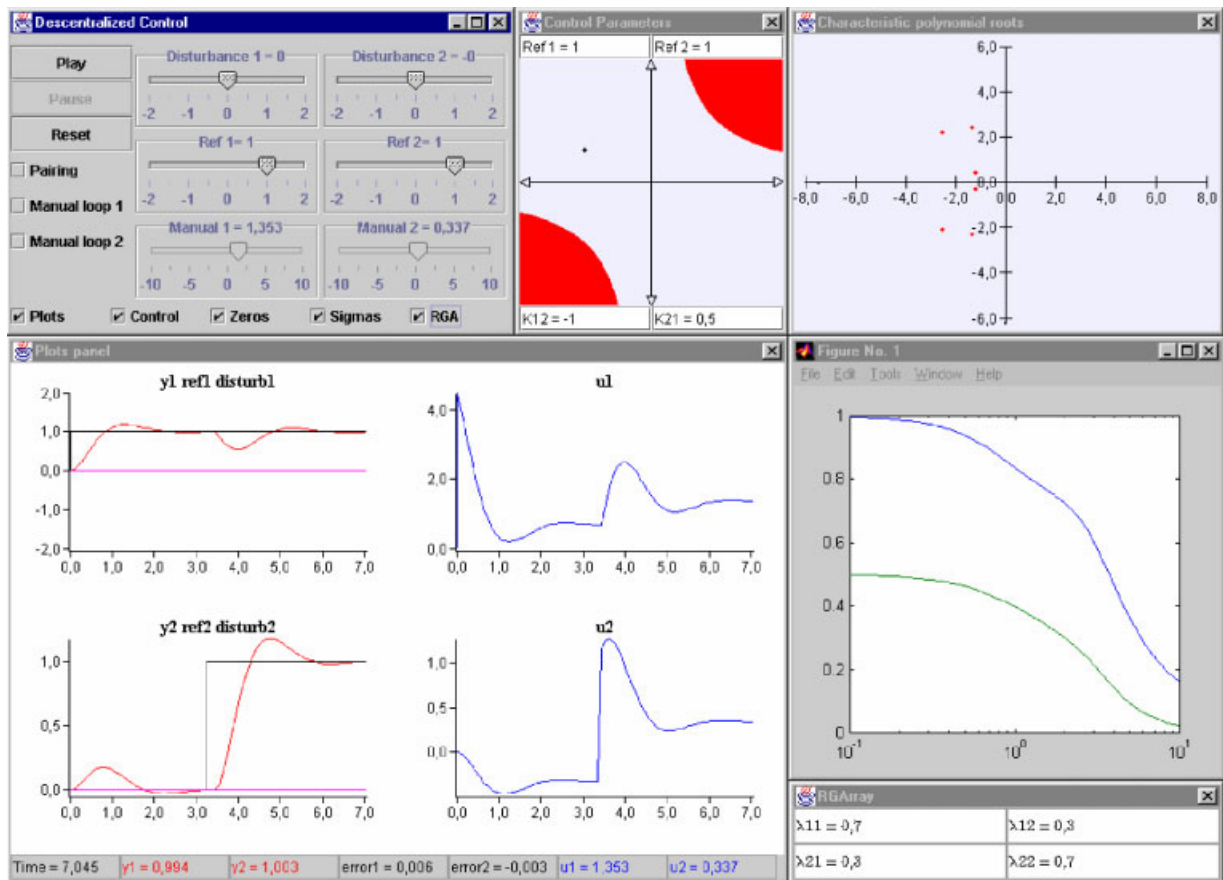 Descentralized Control
Play
Pause
Reset
Pairing
Manual loop 1
Manual loop 2
Disturbance 1 = 0
-2 -1 0 1 2
Disturbance 2 = -0
-2 -1 0 1 2
Ref 1= 1
-2 -1 0 1 2
Ref 2= 1
-2 -1 0 1 2
Manual 1 = 1,353
-10 -5 0 5 10
Manual 2 = 0,337
-10 -5 0 5 10
Plots Control Zeros Sigmas RGA
Control Parameters
Ref 1 = 1 Ref 2 = 1
K12 = -1 K21 = 0,5
Characteristic polynomial roots
6,0
4,0
2,0
0,0
-2,0
-4,0
-6,0
-8,0 -6,0 -4,0 -2,0 0,0 2,0 4,0 6,0 8,0
Plots panel
y1 ref1 disturb1
2,0
1,0
0,0
-1,0
-2,0
0,0 1,0 2,0 3,0 4,0 5,0 6,0 7,0
u1
4,0
2,0
0,0
0,0 1,0 2,0 3,0 4,0 5,0 6,0 7,0
y2 ref2 disturb2
1,0
0,5
0,0
0,0 1,0 2,0 3,0 4,0 5,0 6,0 7,0
u2
1,0
0,5
0,0
0,0 1,0 2,0 3,0 4,0 5,0 6,0 7,0
Time = 7,045 y1 = 0,994 y2 = 1,003 error1 = 0,006 error2 = -0,003 u1 = 1,353 u2 = 0,337
Figure No. 1
File Edit Tools Window Help
1
0.8
0.6
0.4
0.2
0
10-1 100 101
RGArray
λ11 = 0,7 λ12 = 0,3
λ21 = 0,3 λ22 = 0,7